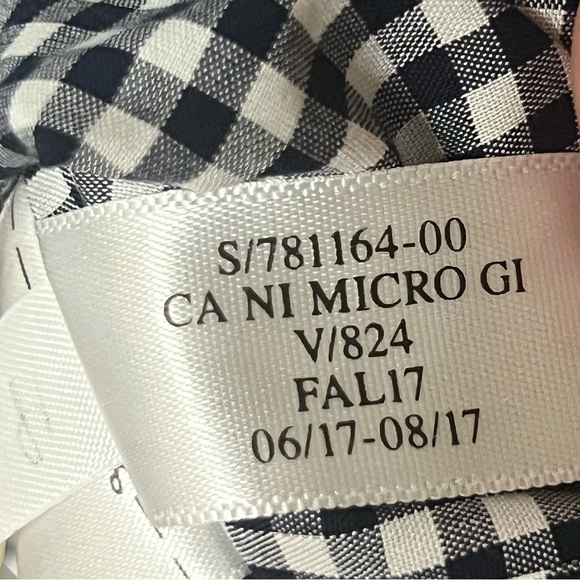 S/781164-00
CA NI MICRO GI
V/824
FAL17
06/17-08/17